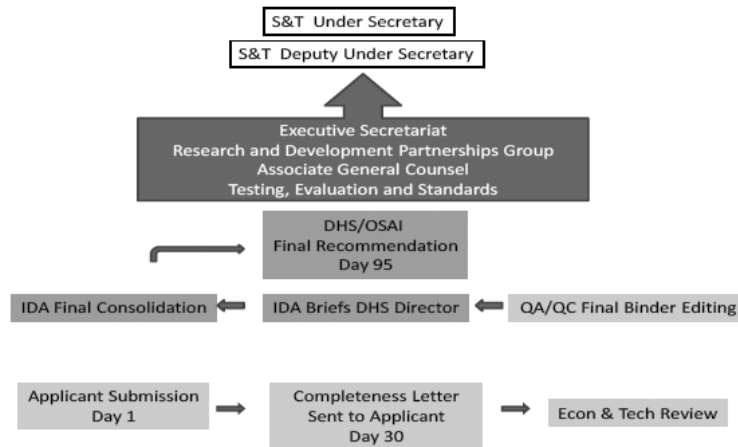 S&T Under Secretary
S&T Deputy Under Secretary
Executive Secretariat
Research and Development Partnerships Group
Associate General Counsel
Testing, Evaluation and Standards
DHS/OSAI
Final Recommendation
Day 95
IDA Final Consolidation
IDA Briefs DHS Director
QA/QC Final Binder Editing
Applicant Submission
Day 1
Completeness Letter
Sent to Applicant
Day 30
Econ & Tech Review